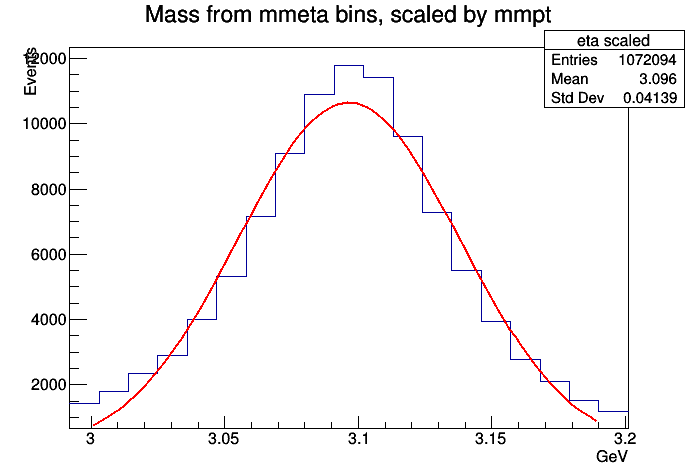 Mass from mmeta bins, scaled by mmpt
eta scaled
Entries 1072094
Mean 3.096
Std Dev 0.04139
Events
12000
10000
8000
6000
4000
2000
3 3.05 3.1 3.15 3.2
GeV